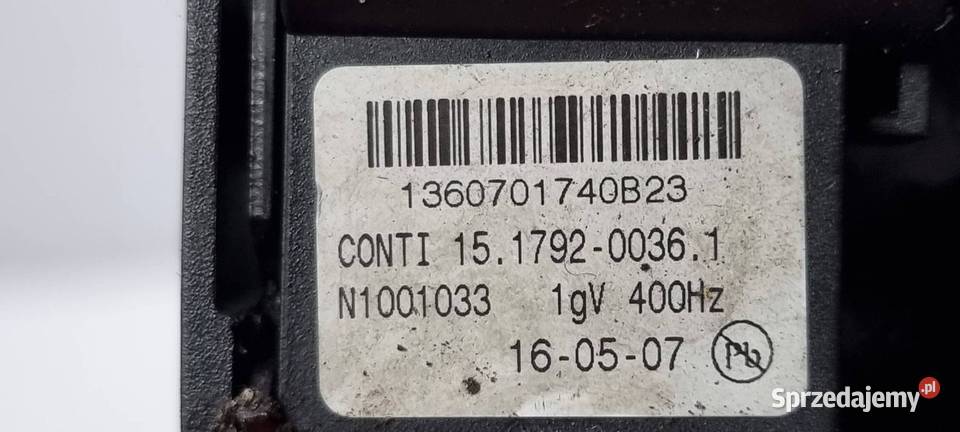 1360701740B23
CONTI 15.1792-0036.1
N1001033 1gV 400Hz
16-05-07 Pb
Sprzedajemy.pl